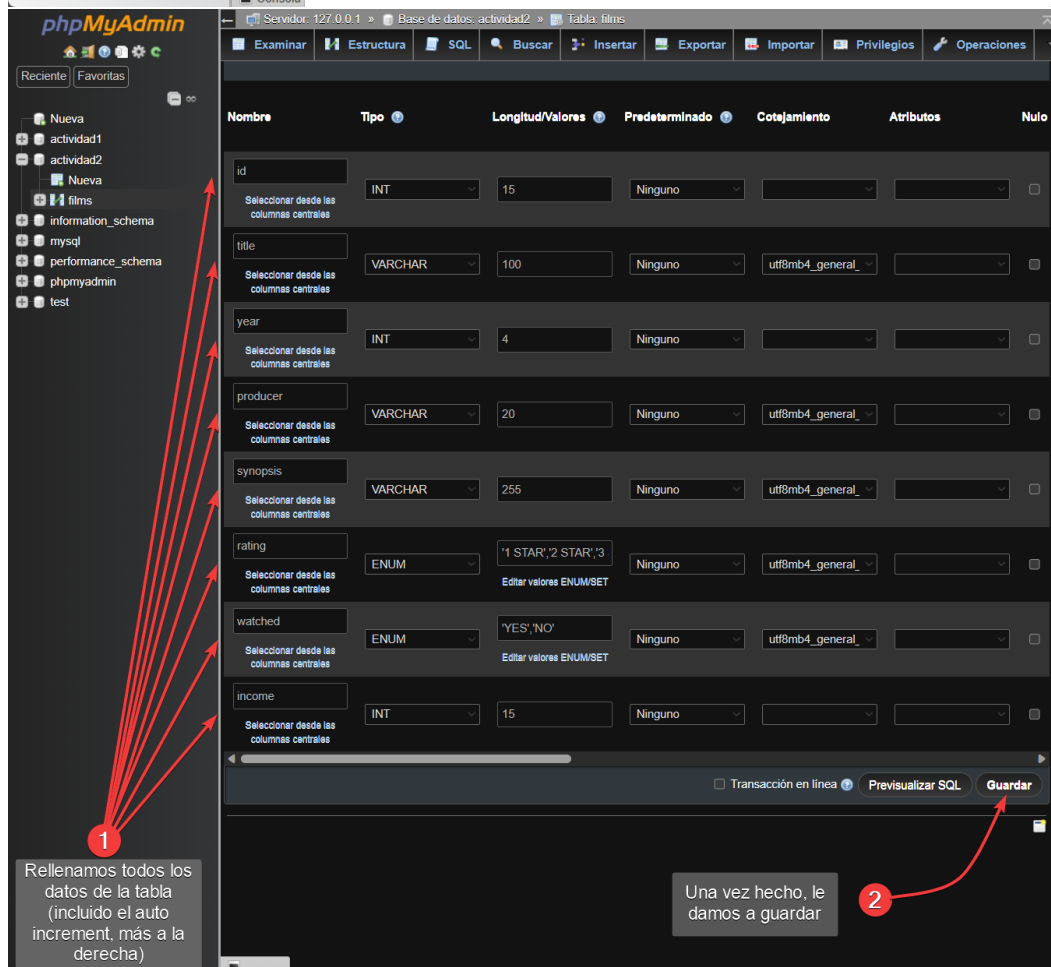 Consola
phpMyAdmin
Servidor: 127.0.0.1 » Base de datos: actividad2 » Tabla: films
Examinar Estructura SQL Buscar Insertar Exportar Importar Privilegios Operaciones
Reciente Favoritas
Nueva
actividad1
actividad2
Nueva
films
information_schema
mysql
performance_schema
phpmyadmin
test
Nombre Tipo Longitud/Valores Predeterminado Cotejamiento Atributos Nulo
id
INT 15 Ninguno
Seleccionar desde las
columnas centrales
title
VARCHAR 100 Ninguno utf8mb4_general_
Seleccionar desde las
columnas centrales
year
INT 4 Ninguno
Seleccionar desde las
columnas centrales
producer
VARCHAR 20 Ninguno utf8mb4_general_
Seleccionar desde las
columnas centrales
synopsis
VARCHAR 255 Ninguno utf8mb4_general_
Seleccionar desde las
columnas centrales
rating
ENUM '1 STAR','2 STAR','3 Ninguno utf8mb4_general_
Editar valores ENUM/SET
Seleccionar desde las
columnas centrales
watched
ENUM 'YES','NO' Ninguno utf8mb4_general_
Editar valores ENUM/SET
Seleccionar desde las
columnas centrales
income
INT 15 Ninguno
Seleccionar desde las
columnas centrales
Transacción en línea Previsualizar SQL Guardar
1
Rellenamos todos los
datos de la tabla
(incluido el auto
increment, más a la
derecha)
Una vez hecho, le
damos a guardar
2